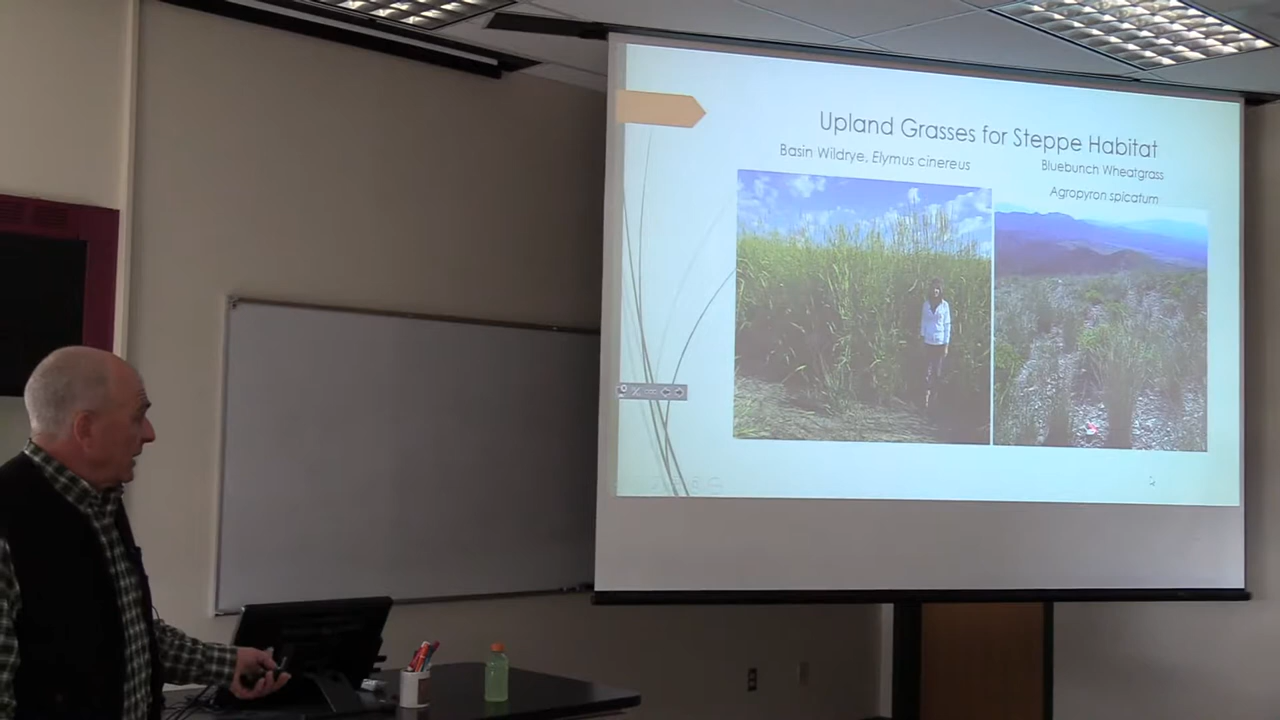 Upland Grasses for Steppe Habitat
Basin Wildrye, Elymus cinereus
Bluebunch Wheatgrass
Agropyron spicatum